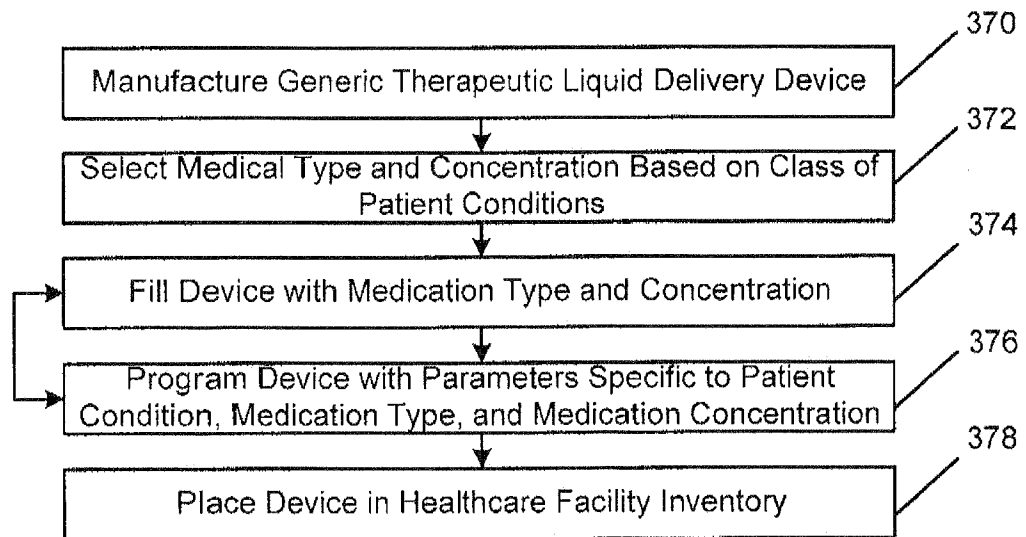 370
Manufacture Generic Therapeutic Liquid Delivery Device
372
Select Medical Type and Concentration Based on Class of
Patient Conditions
374
Fill Device with Medication Type and Concentration
376
Program Device with Parameters Specific to Patient
Condition, Medication Type, and Medication Concentration
378
Place Device in Healthcare Facility Inventory